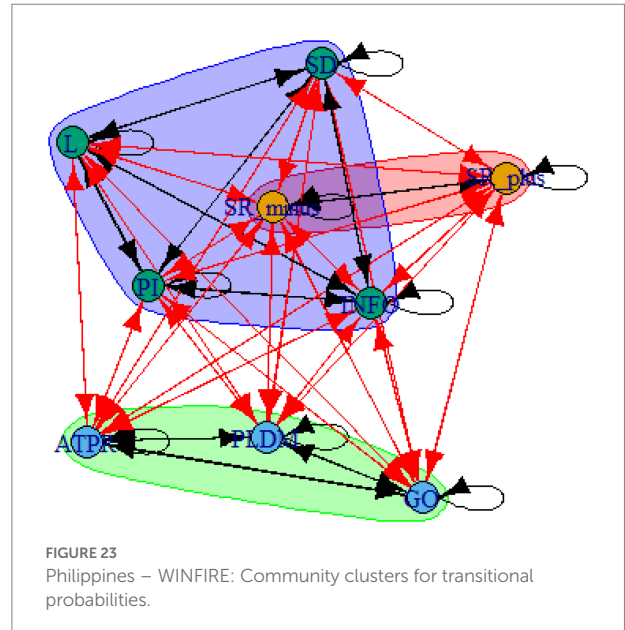 SD
L
SR_plus
SR_minus
PI
INFO
ATPR
PLDM
GO
FIGURE 23
Philippines – WINFIRE: Community clusters for transitional
probabilities.